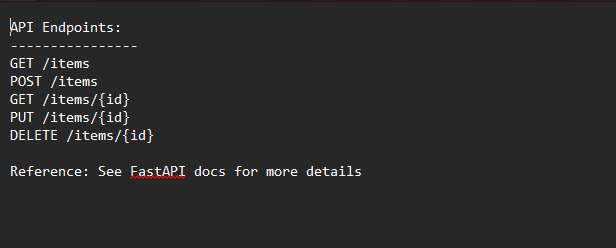 API Endpoints:
----------------
GET /items
POST /items
GET /items/{id}
PUT /items/{id}
DELETE /items/{id}
Reference: See FastAPI docs for more details